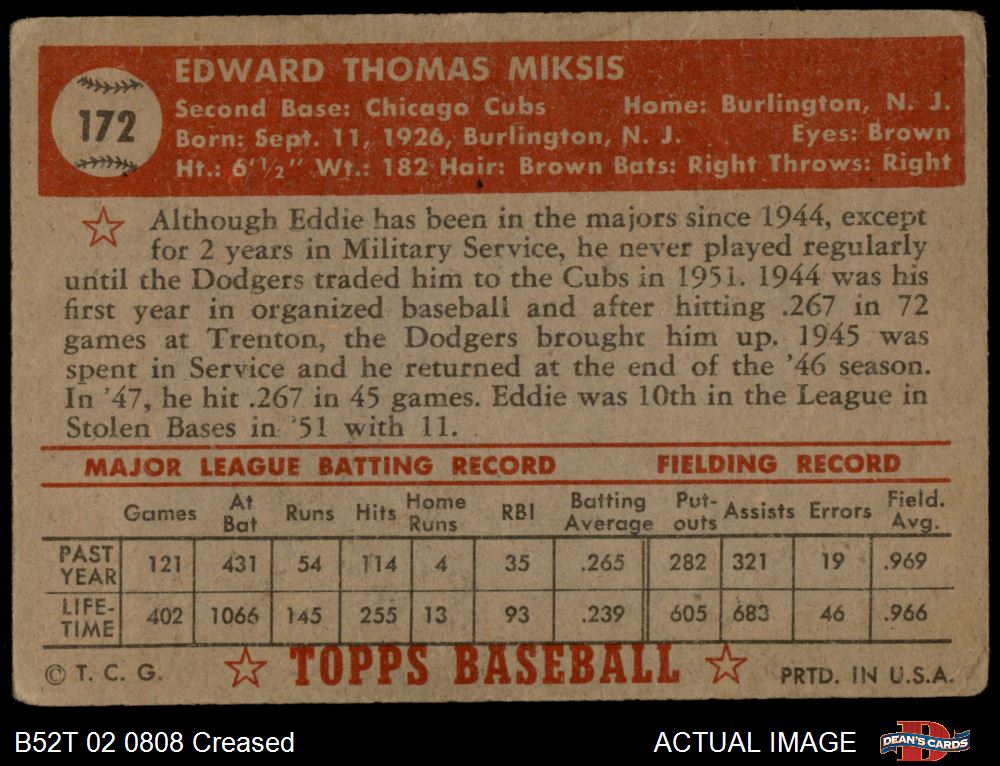 172
EDWARD THOMAS MIKSIS
Second Base: Chicago Cubs Home: Burlington, N. J.
Born: Sept. 11, 1926, Burlington, N. J. Eyes: Brown
Ht.: 6'½" Wt.: 182 Hair: Brown Bats: Right Throws: Right
Although Eddie has been in the majors since 1944, except
for 2 years in Military Service, he never played regularly
until the Dodgers traded him to the Cubs in 1951. 1944 was his
first year in organized baseball and after hitting .267 in 72
games at Trenton, the Dodgers brought him up. 1945 was
spent in Service and he returned at the end of the '46 season.
In '47, he hit .267 in 45 games. Eddie was 10th in the League in
Stolen Bases in '51 with 11.
MAJOR LEAGUE BATTING RECORD FIELDING RECORD
Games At Bat Runs Hits Home Runs RBI Batting Average Put-outs Assists Errors Field. Avg.
PAST YEAR 121 431 54 114 4 35 .265 282 321 19 .969
LIFE-TIME 402 1066 145 255 13 93 .239 605 683 46 .966
© T. C. G. TOPPS BASEBALL PRTD. IN U.S.A.
B52T 02 0808 Creased ACTUAL IMAGE DEAN'S CARDS